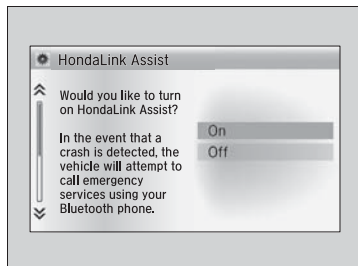 HondaLink Assist
Would you like to turn
on HondaLink Assist?
In the event that a
crash is detected, the
vehicle will attempt to
call emergency
services using your
Bluetooth phone.
On
Off